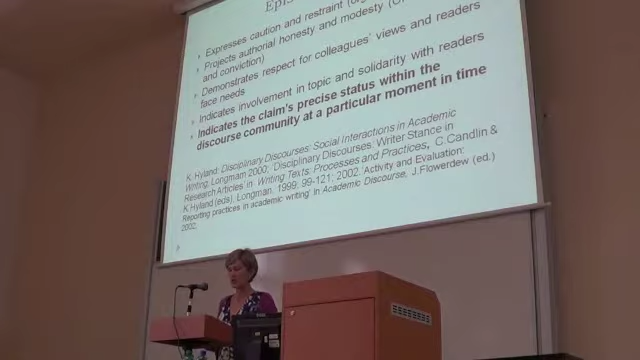 Expresses caution and restraint
Projects authorial honesty and modesty
and conviction)
Demonstrates respect for colleagues' views and readers
face needs
Indicates involvement in topic and solidarity with readers
Indicates the claim's precise status within the
discourse community at a particular moment in time
K. Hyland: Disciplinary Discourses: Social Interactions in Academic
Writing, Longman 2000; 'Disciplinary Discourses: Writer Stance in
Research Articles' in Writing Texts: Processes and Practices, C.Candlin &
K.Hyland (eds), Longman, 1999, 99-121; 2002 'Activity and Evaluation:
Reporting practices in academic writing' in Academic Discourse, J.Flowerdew (ed.)
2002.